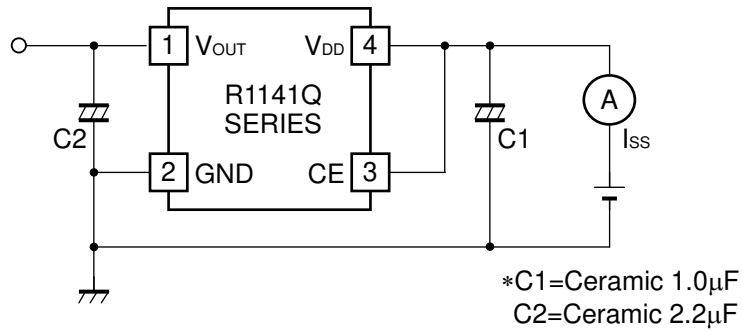 1 VOUT VDD 4
R1141Q
SERIES
A
C2 C1 ISS
2 GND CE 3
*C1=Ceramic 1.0μF
C2=Ceramic 2.2μF